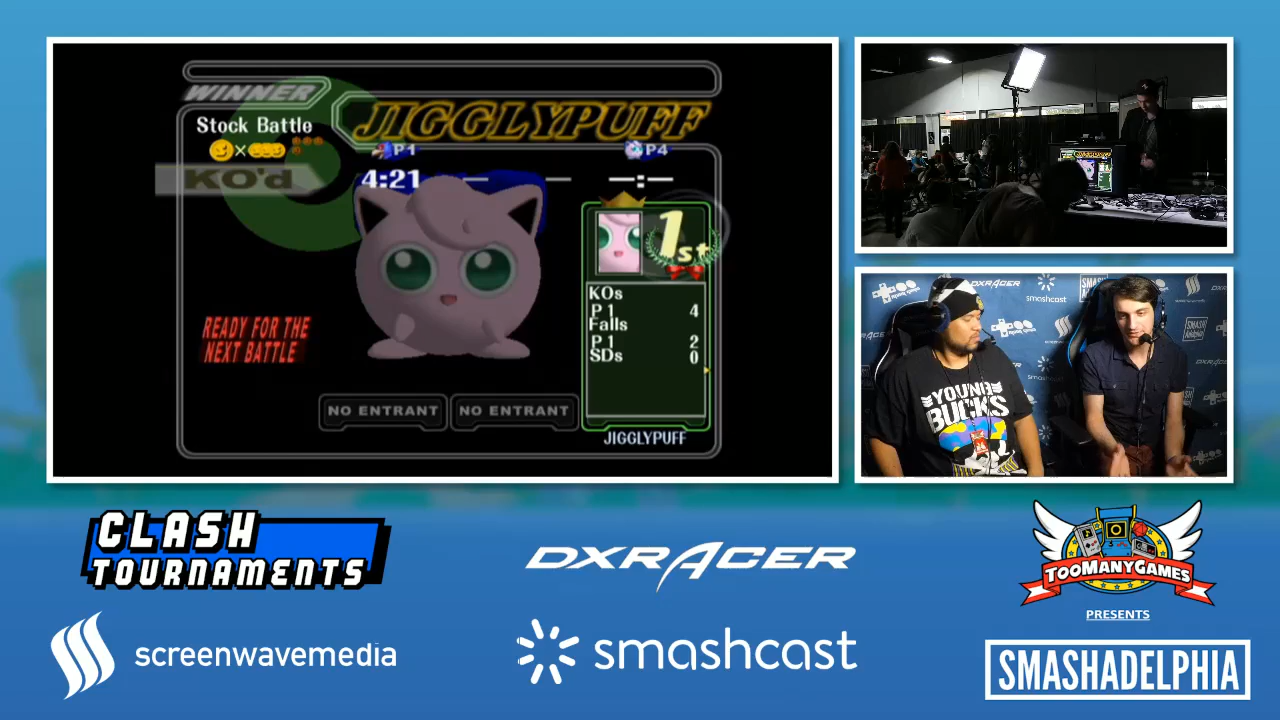 WINNER
JIGGLYPUFF
Stock Battle
P1
P4
KO'd
4:21
--:--
1st
KOs
P1 4
Falls
P1 2
SDs 0
READY FOR THE
NEXT BATTLE
NO ENTRANT
NO ENTRANT
JIGGLYPUFF
DXRACER
smashcast
YOUNG
BUCKS
CLASH
TOURNAMENTS
DXRACER
TOOMANYGAMES
PRESENTS
screenwavemedia
smashcast
SMASHADELPHIA